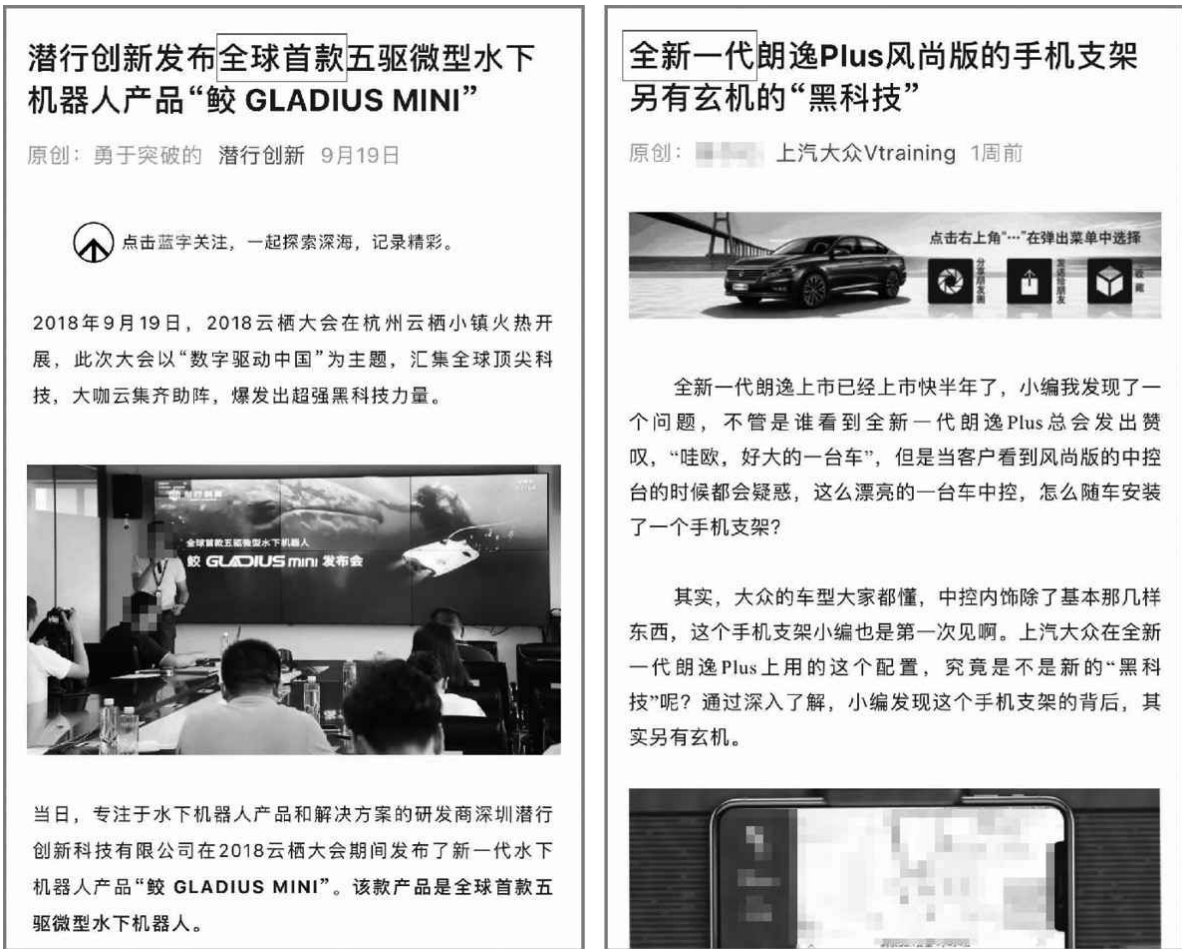 潜行创新发布全球首款五驱微型水下
机器人产品“鲛 GLADIUS MINI”
原创：勇于突破的 潜行创新 9月19日
点击蓝字关注，一起探索深海，记录精彩。
2018年9月19日，2018云栖大会在杭州云栖小镇火热开
展，此次大会以“数字驱动中国”为主题，汇集全球顶尖科
技，大咖云集齐助阵，爆发出超强黑科技力量。
全球首款五驱微型水下机器人
鲛 GLADIUS mini 发布会
当日，专注于水下机器人产品和解决方案的研发商深圳潜行
创新科技有限公司在2018云栖大会期间发布了新一代水下
机器人产品“鲛 GLADIUS MINI”。该款产品是全球首款五
驱微型水下机器人。
全新一代朗逸Plus风尚版的手机支架
另有玄机的“黑科技”
原创： 上汽大众Vtraining 1周前
点击右上角“···”在弹出菜单中选择
分享朋友圈
发送给朋友
收藏
全新一代朗逸上市已经上市快半年了，小编我发现了一
个问题，不管是谁看到全新一代朗逸Plus总会发出赞
叹，“哇欧，好大的一台车”，但是当客户看到风尚版的中控
台的时候都会疑惑，这么漂亮的一台车中控，怎么随车安装
了一个手机支架？
其实，大众的车型大家都懂，中控内饰除了基本那几样
东西，这个手机支架小编也是第一次见啊。上汽大众在全新
一代朗逸Plus上用的这个配置，究竟是不是新的“黑科
技”呢？通过深入了解，小编发现这个手机支架的背后，其
实另有玄机。